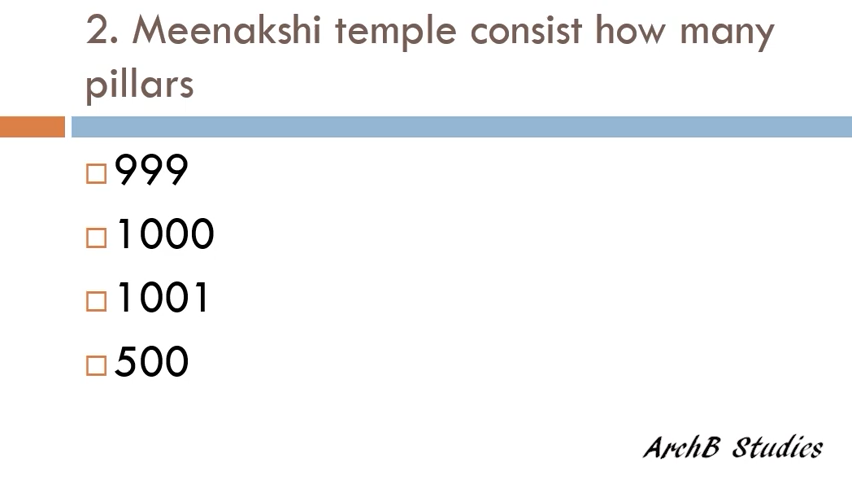 2. Meenakshi temple consist how many
pillars
999
1000
1001
500
ArchB Studies